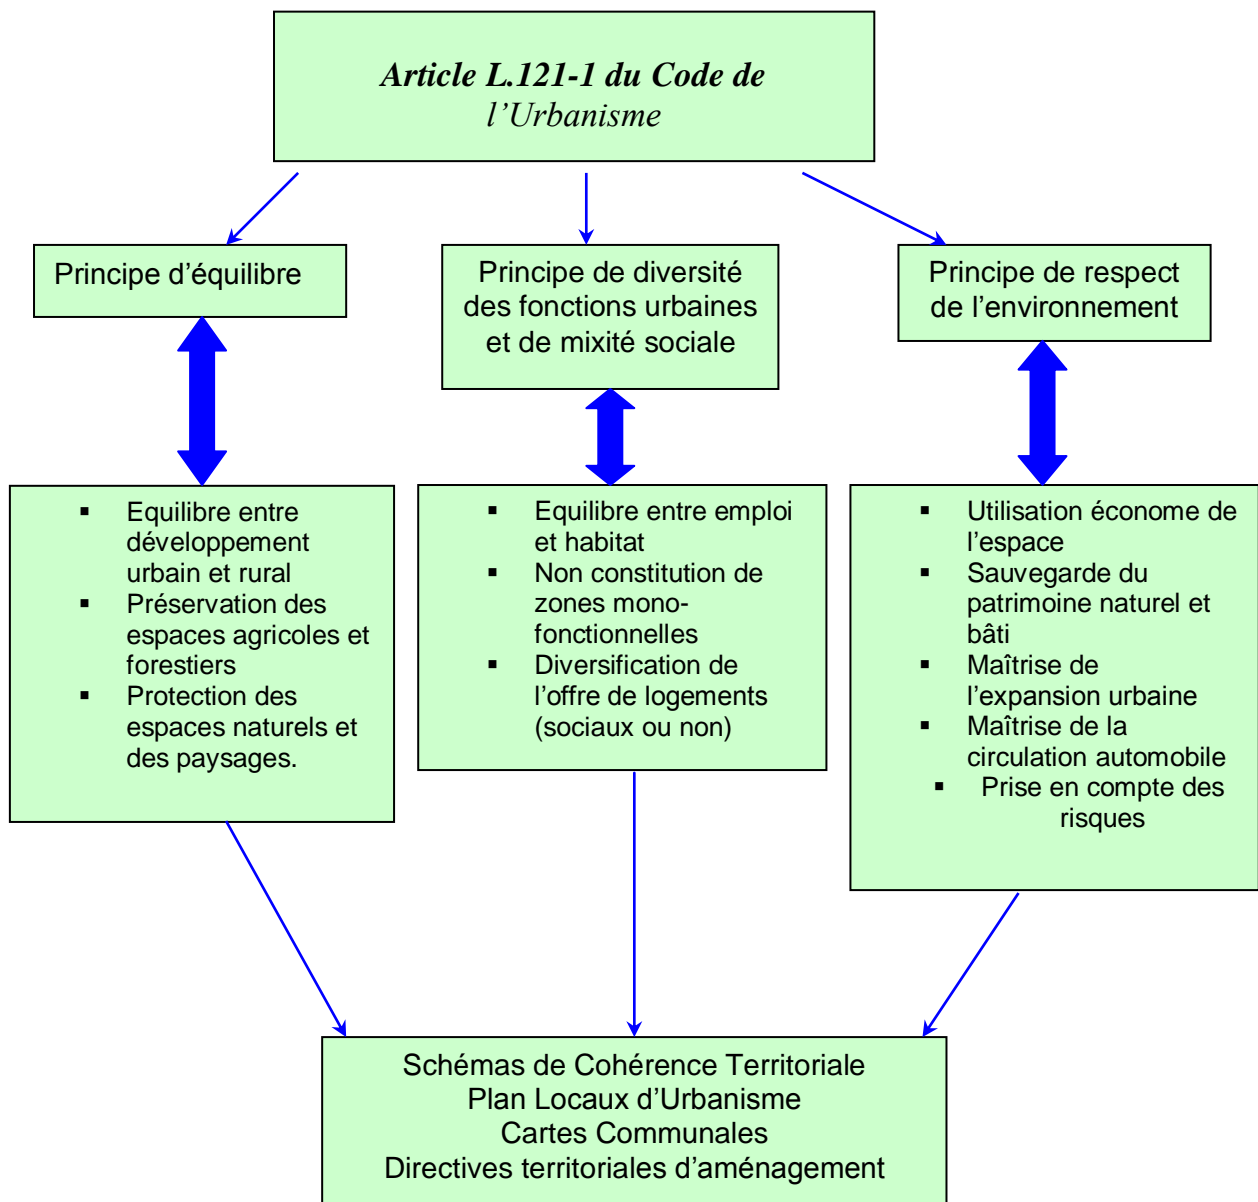 Article L.121-1 du Code de
l’Urbanisme
Principe d’équilibre
Principe de diversité
des fonctions urbaines
et de mixité sociale
Principe de respect
de l’environnement
▪ Equilibre entre
développement
urbain et rural
▪ Préservation des
espaces agricoles et
forestiers
▪ Protection des
espaces naturels et
des paysages.
▪ Equilibre entre emploi
et habitat
▪ Non constitution de
zones mono-
fonctionnelles
▪ Diversification de
l’offre de logements
(sociaux ou non)
▪ Utilisation économe de
l’espace
▪ Sauvegarde du
patrimoine naturel et
bâti
▪ Maîtrise de
l’expansion urbaine
▪ Maîtrise de la
circulation automobile
▪ Prise en compte des
risques
Schémas de Cohérence Territoriale
Plan Locaux d’Urbanisme
Cartes Communales
Directives territoriales d’aménagement